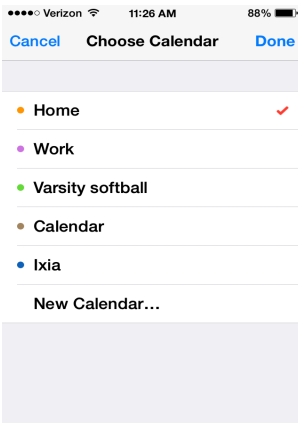 Verizon 11:26 AM 88%
Cancel Choose Calendar Done
Home
Work
Varsity softball
Calendar
Ixia
New Calendar...